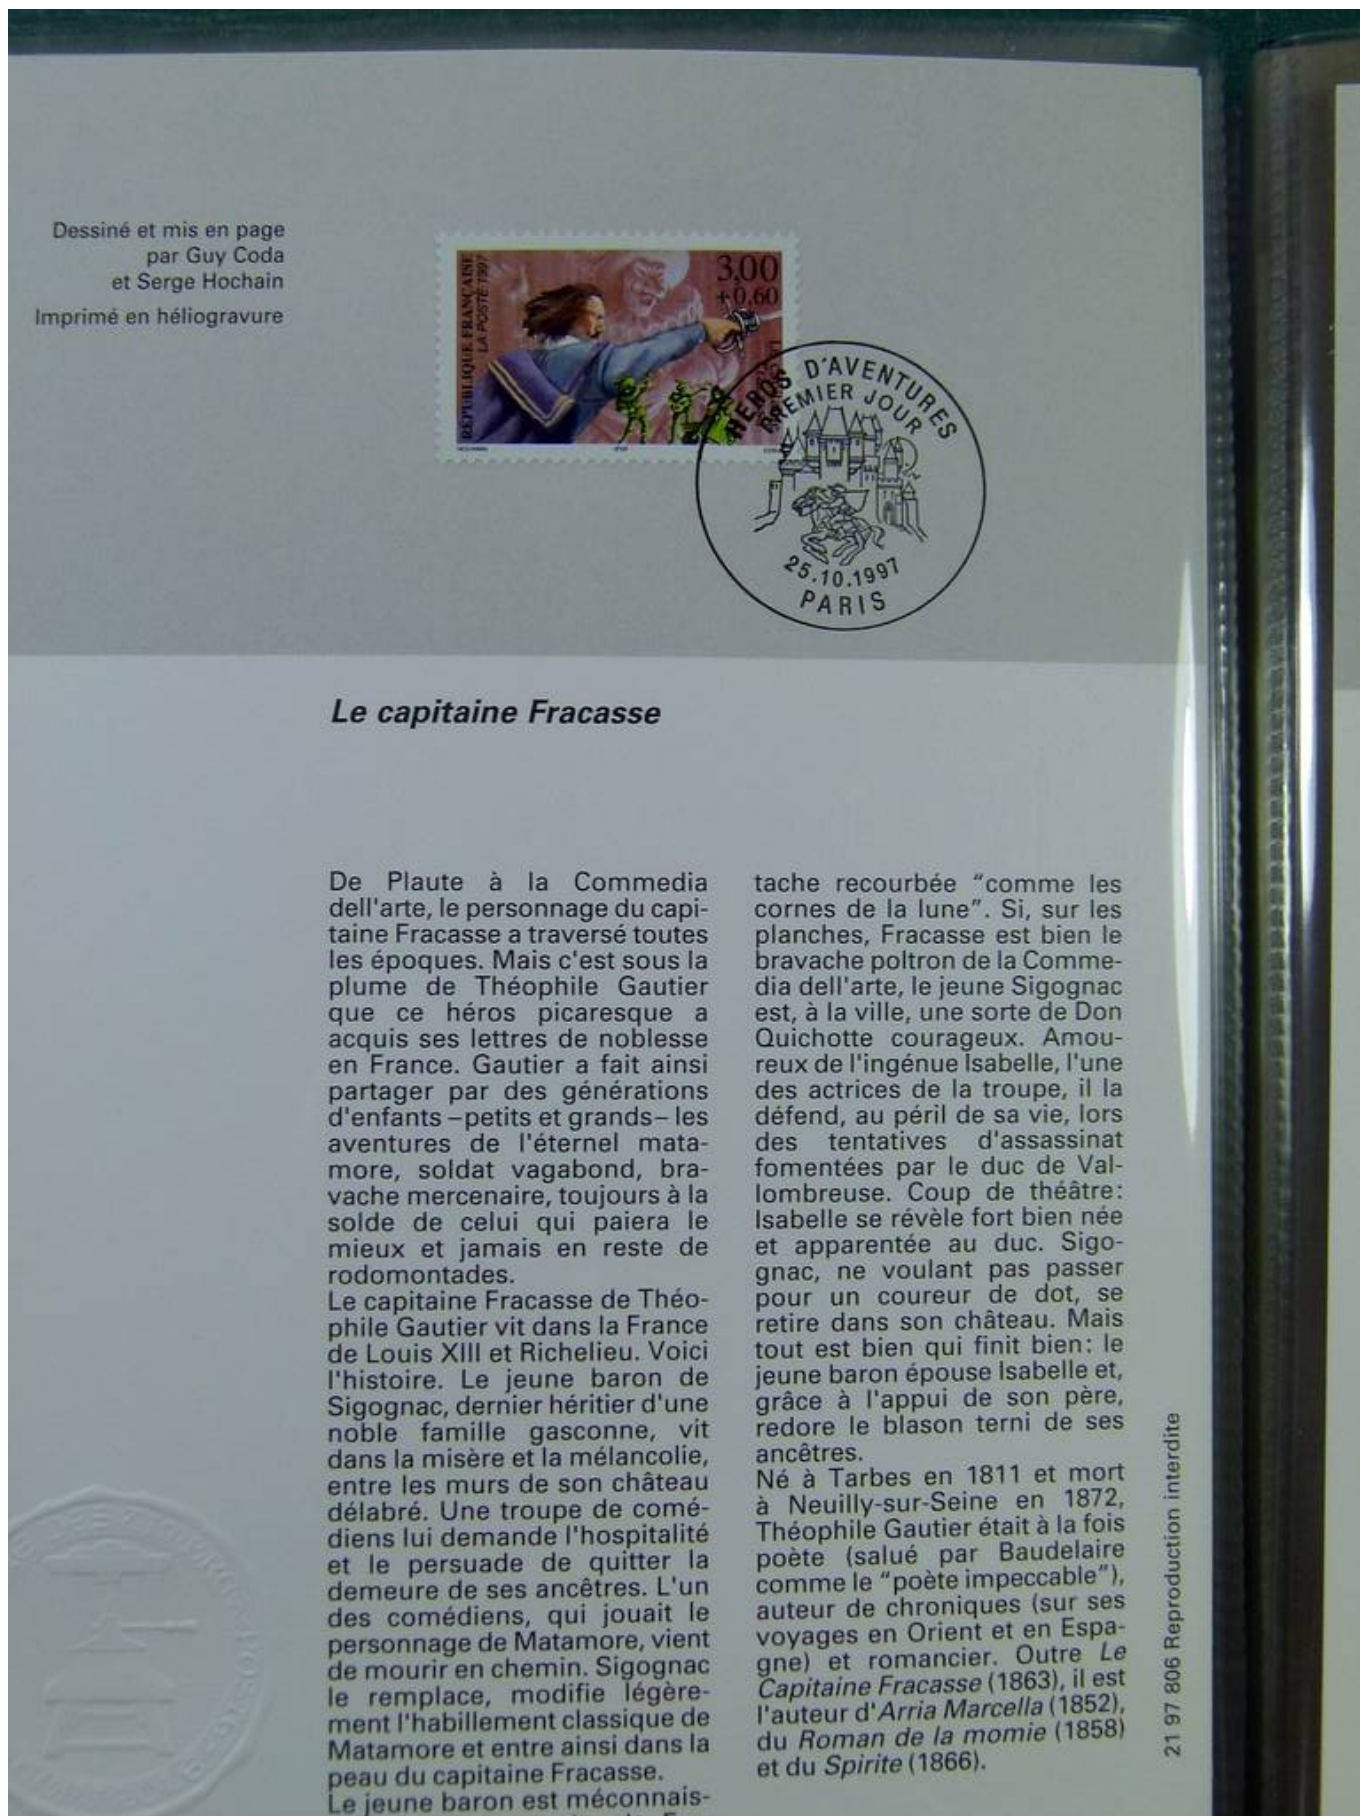 Dessiné et mis en page
par Guy Coda
et Serge Hochain
Imprimé en héliogravure
RÉPUBLIQUE FRANÇAISE
LA POSTE 1997
3,00
+0,60
HEROS D'AVENTURES
PREMIER JOUR
25.10.1997
PARIS
Le capitaine Fracasse
De Plaute à la Commedia
dell'arte, le personnage du capi-
taine Fracasse a traversé toutes
les époques. Mais c'est sous la
plume de Théophile Gautier
que ce héros picaresque a
acquis ses lettres de noblesse
en France. Gautier a fait ainsi
partager par des générations
d'enfants –petits et grands– les
aventures de l'éternel mata-
more, soldat vagabond, bra-
vache mercenaire, toujours à la
solde de celui qui paiera le
mieux et jamais en reste de
rodomontades.
Le capitaine Fracasse de Théo-
phile Gautier vit dans la France
de Louis XIII et Richelieu. Voici
l'histoire. Le jeune baron de
Sigognac, dernier héritier d'une
noble famille gasconne, vit
dans la misère et la mélancolie,
entre les murs de son château
délabré. Une troupe de comé-
diens lui demande l'hospitalité
et le persuade de quitter la
demeure de ses ancêtres. L'un
des comédiens, qui jouait le
personnage de Matamore, vient
de mourir en chemin. Sigognac
le remplace, modifie légère-
ment l'habillement classique de
Matamore et entre ainsi dans la
peau du capitaine Fracasse.
Le jeune baron est méconnais-
tache recourbée “comme les
cornes de la lune”. Si, sur les
planches, Fracasse est bien le
bravache poltron de la Comme-
dia dell'arte, le jeune Sigognac
est, à la ville, une sorte de Don
Quichotte courageux. Amou-
reux de l'ingénue Isabelle, l'une
des actrices de la troupe, il la
défend, au péril de sa vie, lors
des tentatives d'assassinat
fomentées par le duc de Val-
lombreuse. Coup de théâtre:
Isabelle se révèle fort bien née
et apparentée au duc. Sigo-
gnac, ne voulant pas passer
pour un coureur de dot, se
retire dans son château. Mais
tout est bien qui finit bien: le
jeune baron épouse Isabelle et,
grâce à l'appui de son père,
redore le blason terni de ses
ancêtres.
Né à Tarbes en 1811 et mort
à Neuilly-sur-Seine en 1872,
Théophile Gautier était à la fois
poète (salué par Baudelaire
comme le “poète impeccable”),
auteur de chroniques (sur ses
voyages en Orient et en Espa-
gne) et romancier. Outre Le
Capitaine Fracasse (1863), il est
l'auteur d'Arria Marcella (1852),
du Roman de la momie (1858)
et du Spirite (1866).
21 97 806 Reproduction interdite